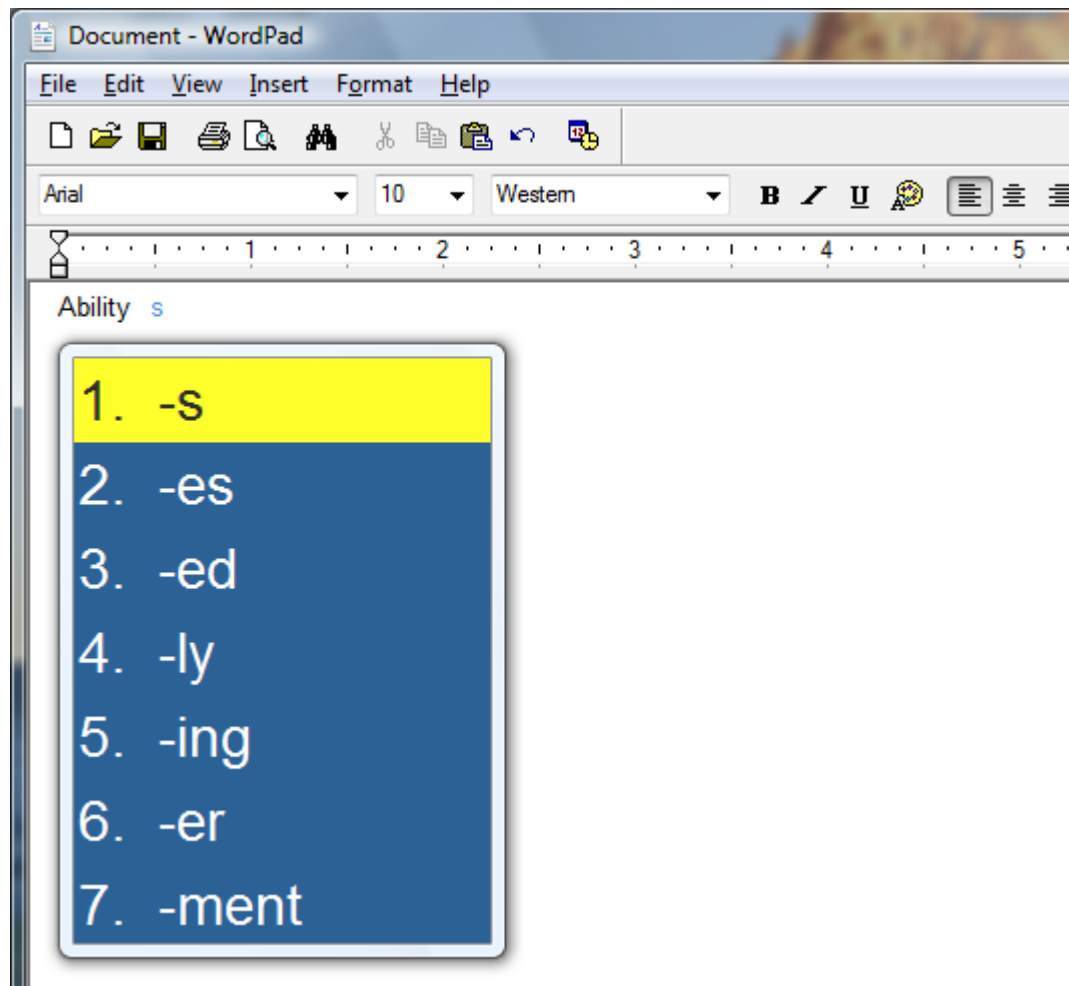 Document - WordPad
File Edit View Insert Format Help
Arial 10 Western B I U
1 2 3 4 5
Ability s
1. -s
2. -es
3. -ed
4. -ly
5. -ing
6. -er
7. -ment